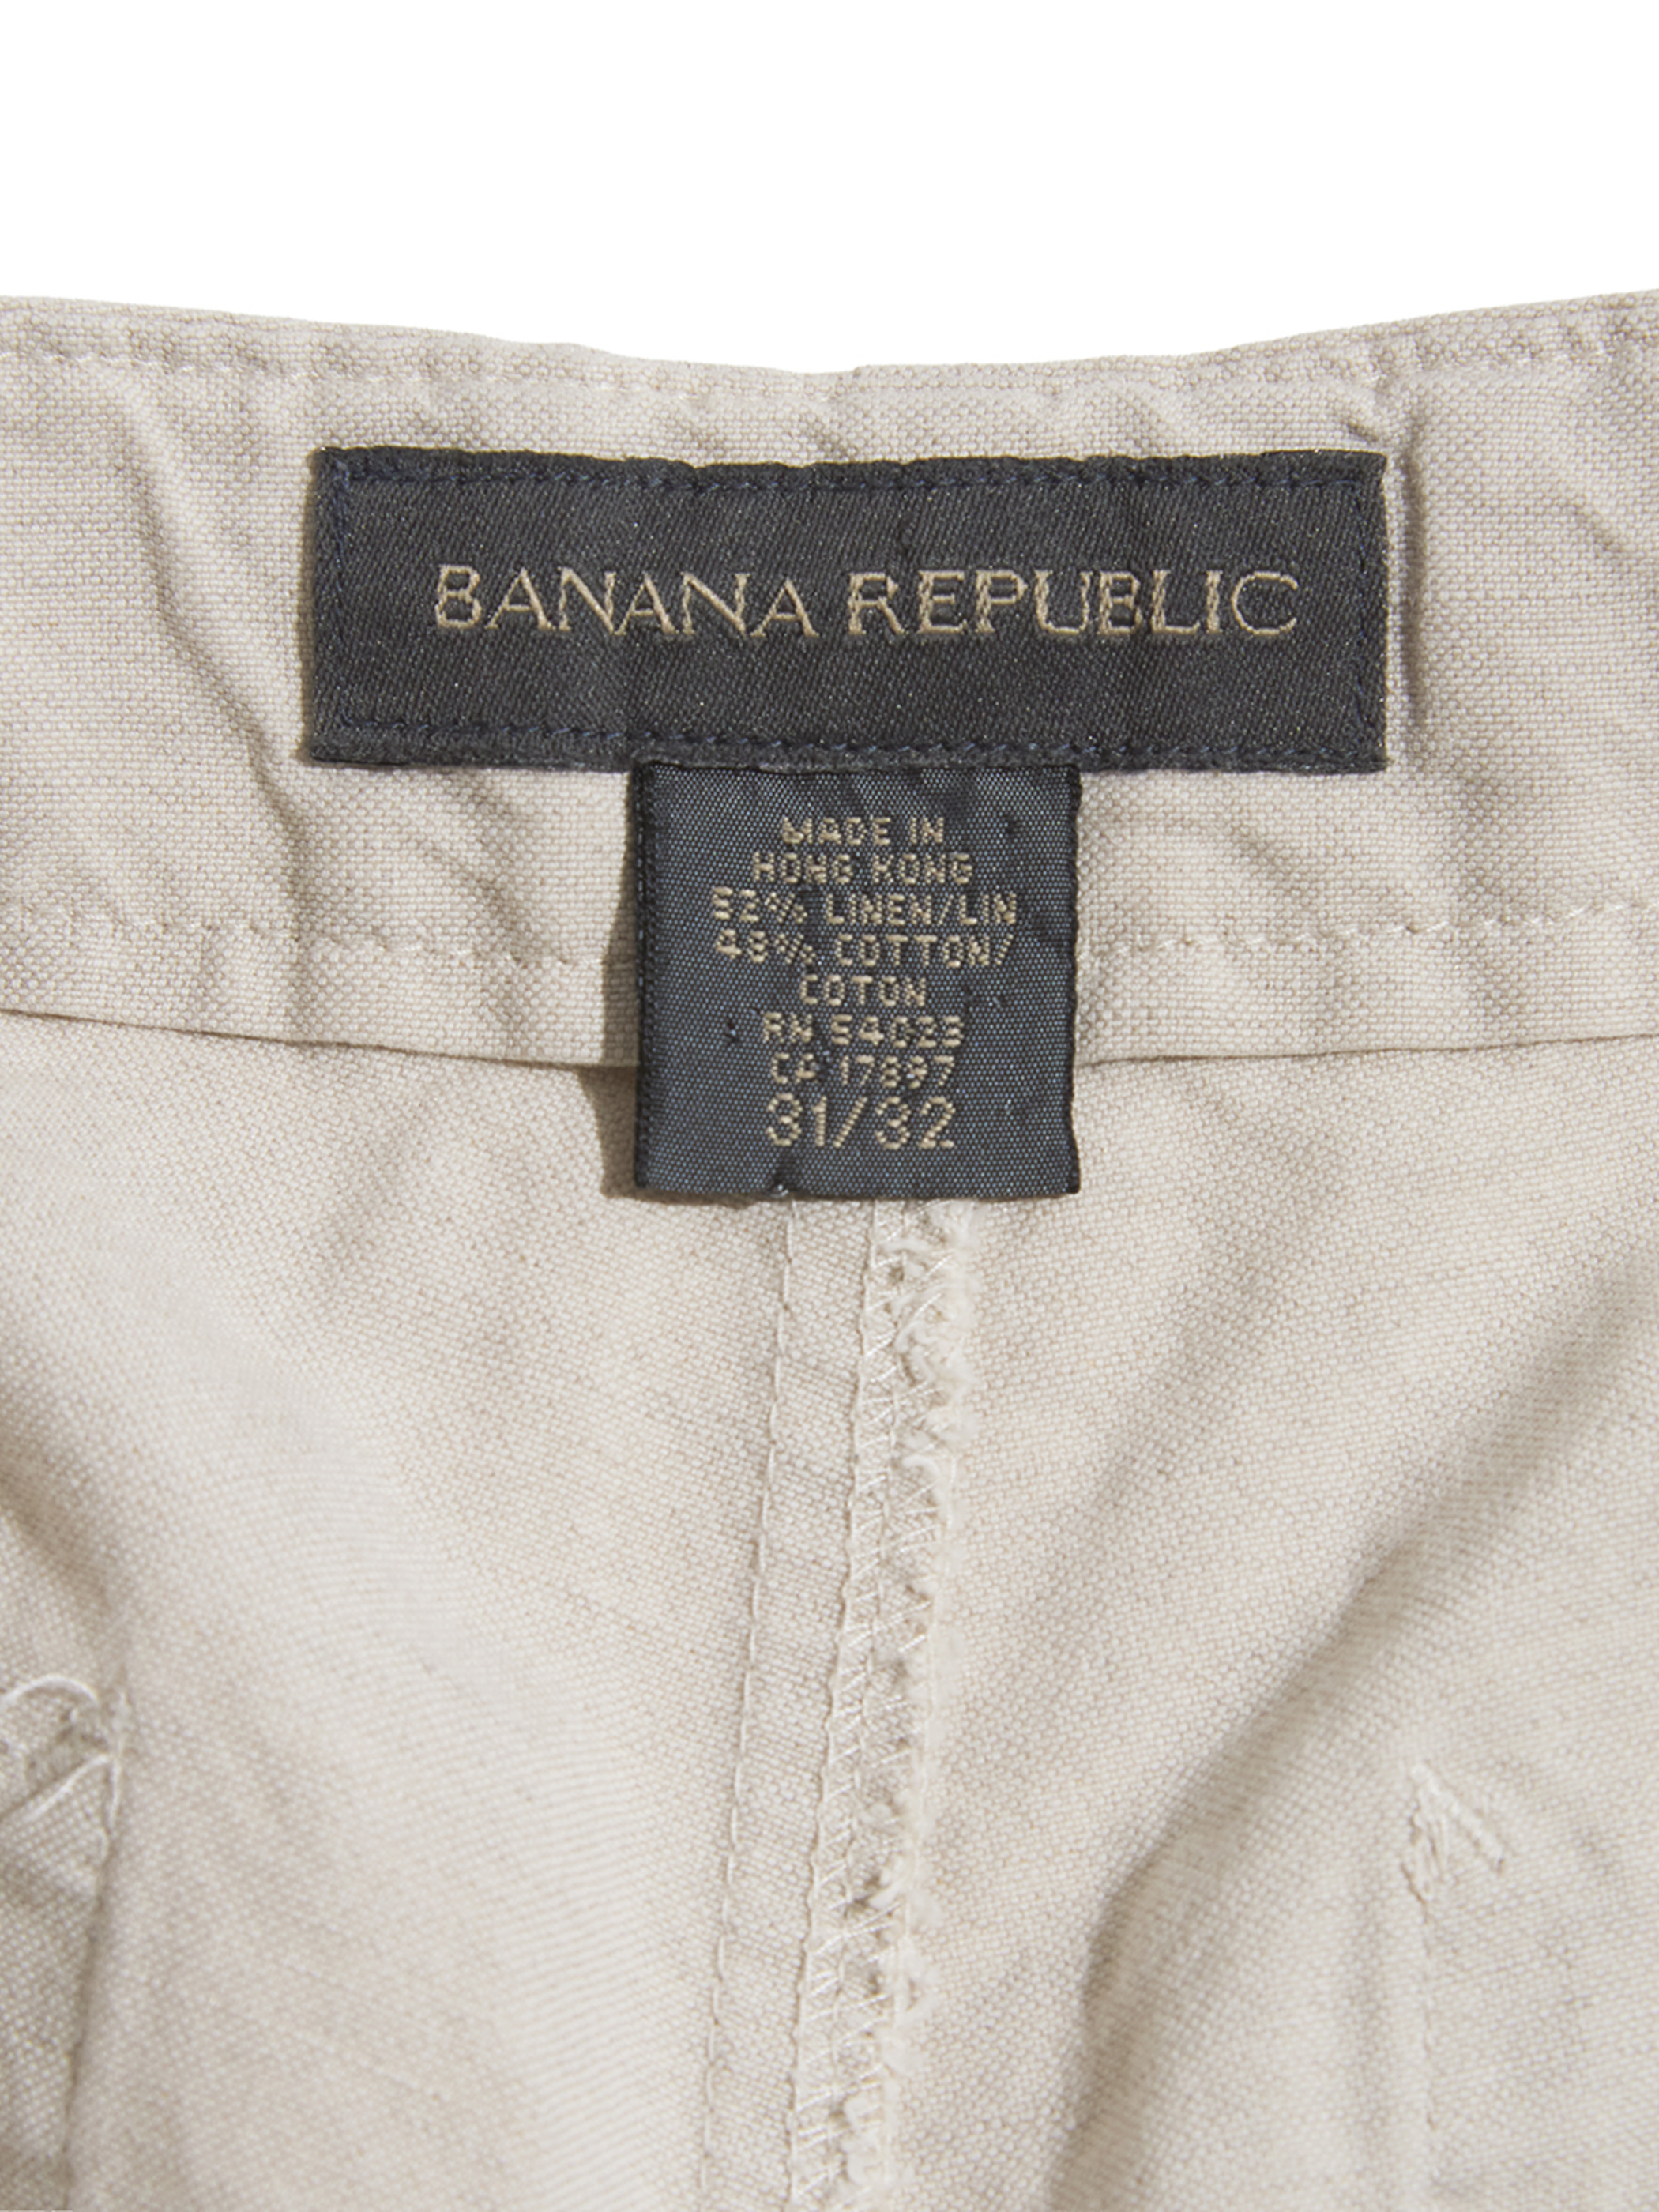 BANANA REPUBLIC
MADE IN
HONG KONG
52% LINEN/LIN
48% COTTON/
COTON
RN 54023
CA 17897
31/32